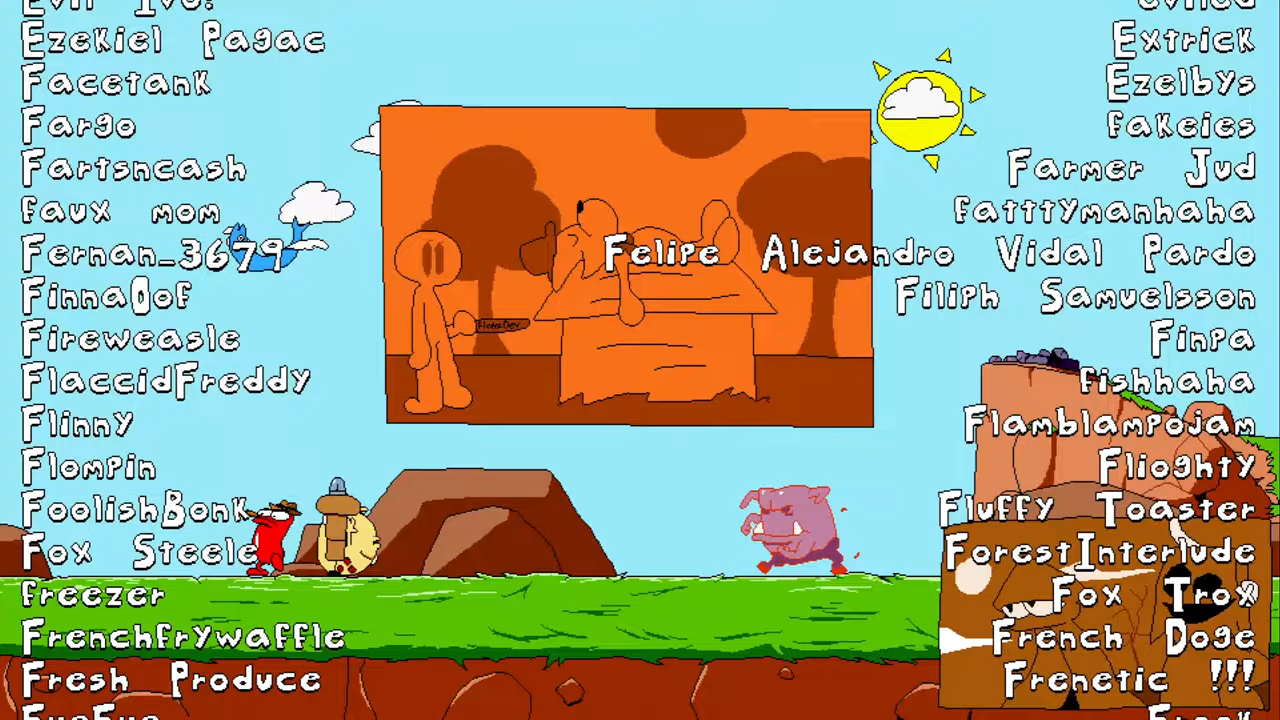 Ezekiel Pagac
Facetank
Fargo
Fartsncash
faux mom
Fernan_3679
FinnaOof
Fireweasle
FlaccidFreddy
Flinny
Flompin
FoolishBonk
Fox Steele
freezer
Frenchfrywaffle
Fresh Produce
Extrick
Ezelbys
fakeies
Farmer Jud
fatttymanhaha
Felipe Alejandro Vidal Pardo
Filiph Samuelsson
Finpa
fishhaha
Flamblampojam
Flioghty
Fluffy Toaster
ForestInterlude
Fox Trox
French Doge
Frenetic !!!